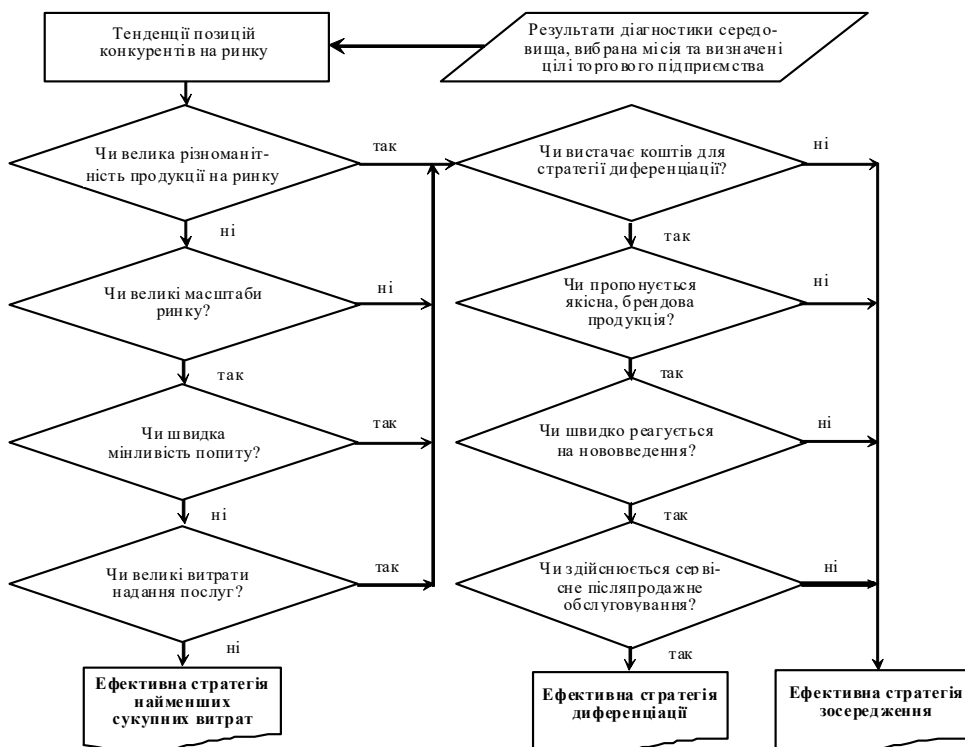 Тенденції позицій
конкурентів на ринку
Результати діагностики середо-
вища, вибрана місія та визначені
цілі торгового підприємства
Чи велика різноманіт-
ність продукції на ринку
так
Чи вистачає коштів для
стратегії диференціації?
ні
ні
так
Чи великі масштаби
ринку?
ні
Чи пропонується
якісна, брендова
продукція?
ні
так
так
Чи швидка
мінливість попиту?
так
Чи швидко реагується
на нововведення?
ні
ні
так
Чи великі витрати
надання послуг?
так
Чи здійснюється серві-
сне післяпродажне
обслуговування?
ні
ні
так
Ефективна стратегія
найменших
сукупних витрат
Ефективна стратегія
диференціації
Ефективна стратегія
зосередження